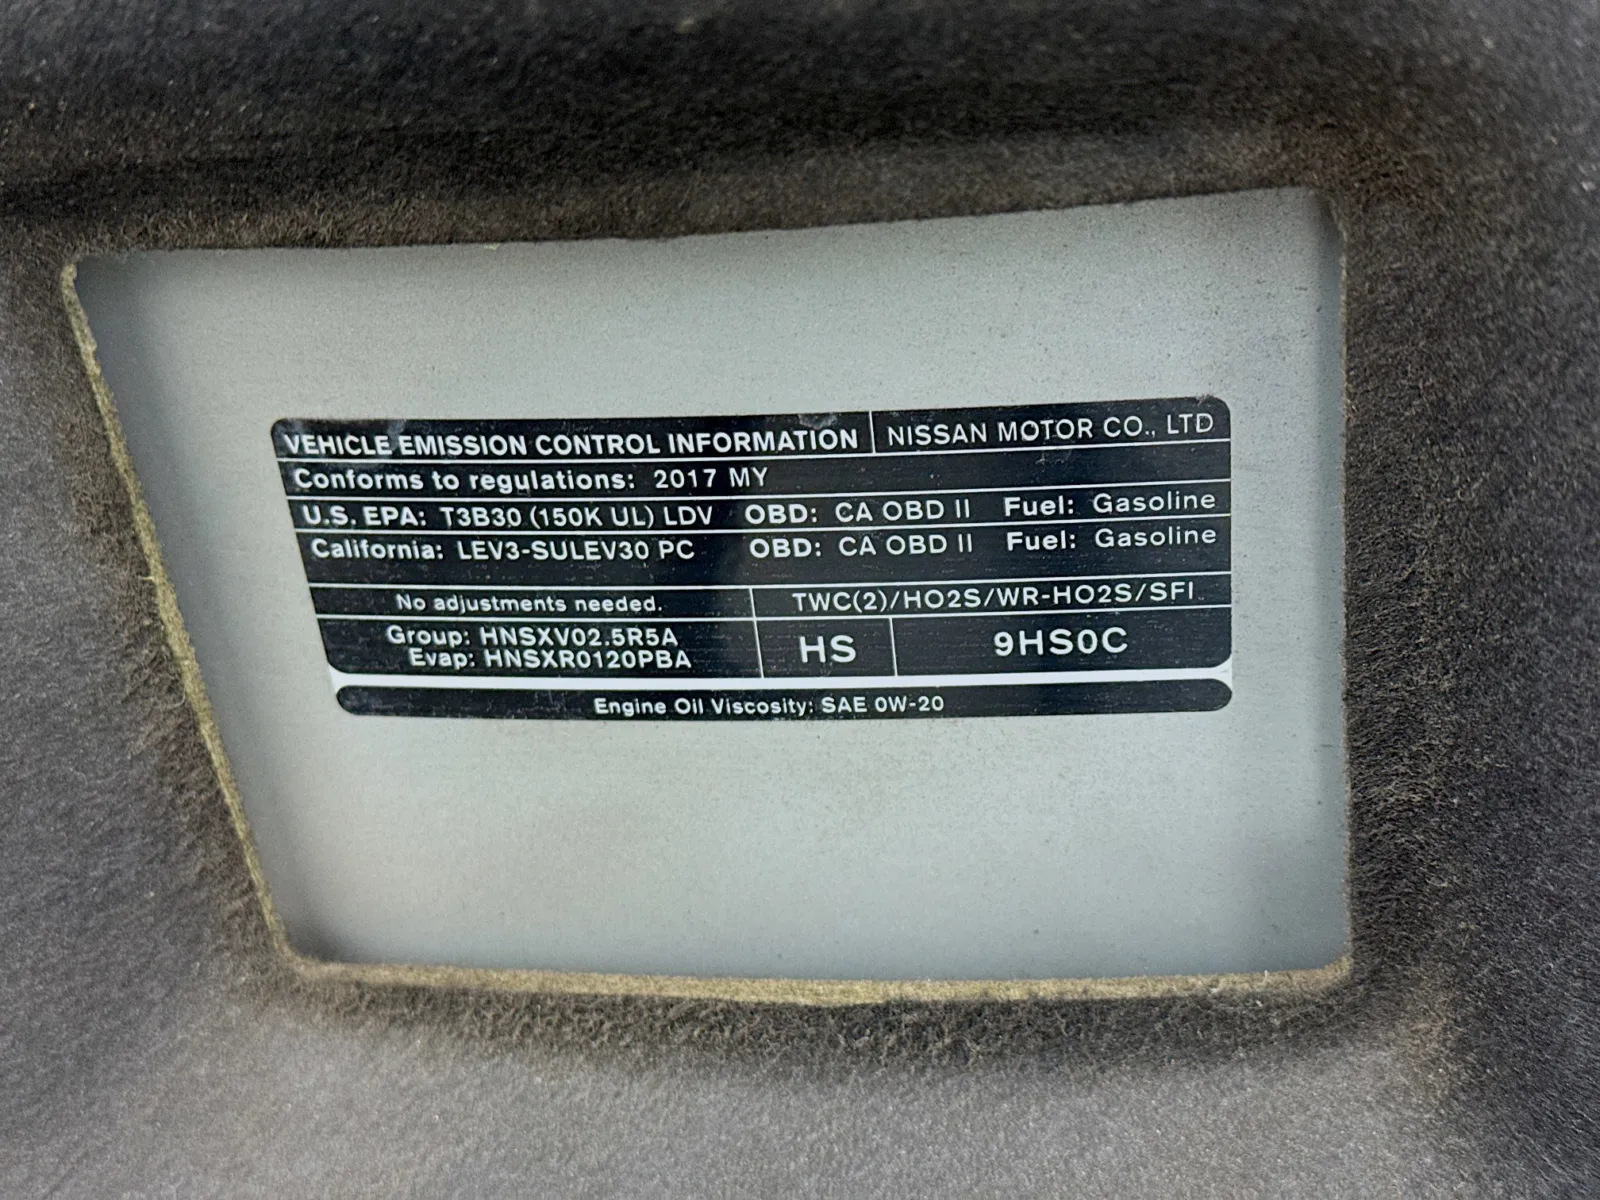 VEHICLE EMISSION CONTROL INFORMATION NISSAN MOTOR CO., LTD
Conforms to regulations: 2017 MY
U.S. EPA: T3B30 (150K UL) LDV OBD: CA OBD II Fuel: Gasoline
California: LEV3-SULEV30 PC OBD: CA OBD II Fuel: Gasoline
No adjustments needed. TWC(2)/HO2S/WR-HO2S/SFI
Group: HNSXV02.5R5A
Evap: HNSXR0120PBA
HS
9HS0C
Engine Oil Viscosity: SAE 0W-20